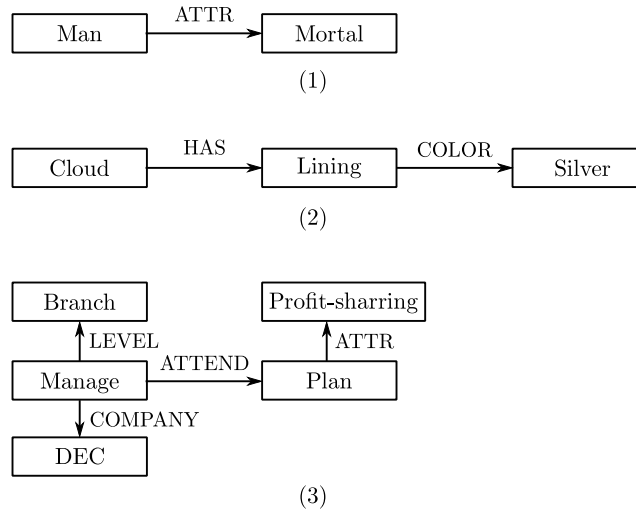 Man ATTR Mortal
(1)
Cloud HAS Lining COLOR Silver
(2)
Branch Profit-sharring
LEVEL ATTR
Manage ATTEND Plan
COMPANY
DEC
(3)